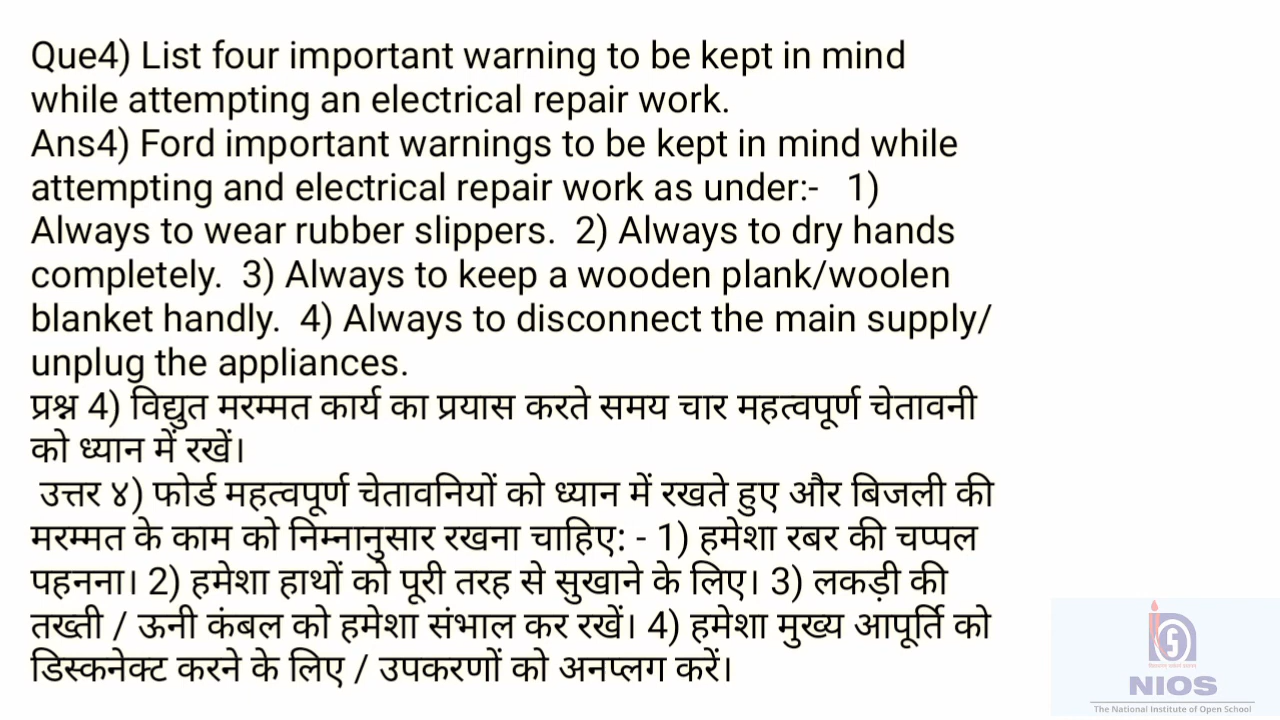 Que4) List four important warning to be kept in mind
while attempting an electrical repair work.
Ans4) Ford important warnings to be kept in mind while
attempting and electrical repair work as under:-   1)
Always to wear rubber slippers.  2) Always to dry hands
completely.  3) Always to keep a wooden plank/woolen
blanket handly.  4) Always to disconnect the main supply/
unplug the appliances.
प्रश्न 4) विद्युत मरम्मत कार्य का प्रयास करते समय चार महत्वपूर्ण चेतावनी
को ध्यान में रखें।
उत्तर ४) फोर्ड महत्वपूर्ण चेतावनियों को ध्यान में रखते हुए और बिजली की
मरम्मत के काम को निम्नानुसार रखना चाहिए: - 1) हमेशा रबर की चप्पल
पहनना। 2) हमेशा हाथों को पूरी तरह से सुखाने के लिए। 3) लकड़ी की
तख्ती / ऊनी कंबल को हमेशा संभाल कर रखें। 4) हमेशा मुख्य आपूर्ति को
डिस्कनेक्ट करने के लिए / उपकरणों को अनप्लग करें।
NIOS
The National Institute of Open School